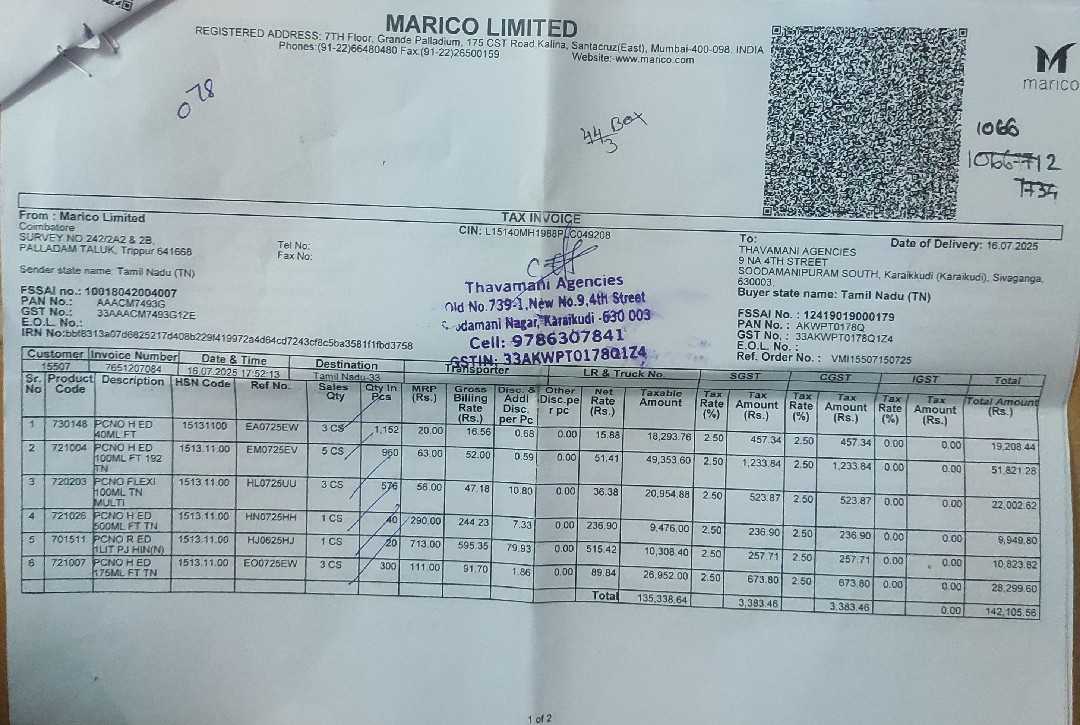 MARICO LIMITED
REGISTERED ADDRESS: 7TH Floor, Grande Palladium, 175 CST Road, Kalina, Santacruz(East), Mumbai-400-098, INDIA
Phones:(91-22)66480480 Fax:(91-22)26500159 Website:-www.marico.com
marico
078
44 Box
3
1066
1066-712
7734
TAX INVOICE
CIN: L15140MH1988PLC049208
From : Marico Limited
Coimbatore
SURVEY NO 242/2A2 & 2B,
PALLADAM TALUK, Trippur 641668
Tel No:
Fax No:
Sender state name: Tamil Nadu (TN)
FSSAI no.: 10018042004007
PAN No.: AAACM7493G
GST No.: 33AAACM7493G1ZE
E.O.L. No.:
IRN No:bbf8313a07d6825217d408b229f419972a4d64cd7243cf8c5ba3581f1fbd3758
Thavamani Agencies
Old No.739-1,New No.9,4th Street
Soodamani Nagar, Karaikudi -630 003
Cell: 9786307841
GSTIN: 33AKWPT0178Q1Z4
To: Date of Delivery: 16.07.2025
THAVAMANI AGENCIES
9 NA 4TH STREET
SOODAMANIPURAM SOUTH, Karaikkudi (Karaikudi), Sivaganga,
630003
Buyer state name: Tamil Nadu (TN)
FSSAI No. : 12419019000179
PAN No. : AKWPT0178Q
GST No. : 33AKWPT0178Q1Z4
E.O.L. No. :
Ref. Order No. : VMI15507150725
Customer Invoice Number Date & Time Destination Transporter LR & Truck No. SGST CGST IGST Total
15507 7651207084 16.07.2025 17:52:13 Tamil Nadu-33
Sr. No Product Code Description HSN Code Ref No. Sales Qty Qty In Pcs MRP (Rs.) Gross Billing Rate (Rs.) Disc. & Addl Disc. per Pc Other Disc.per pc Net Rate (Rs.) Taxable Amount Tax Rate (%) Tax Amount (Rs.) Tax Rate (%) Tax Amount (Rs.) Tax Rate (%) Tax Amount (Rs.) Total Amount (Rs.)
1 730148 PCNO H ED 40ML FT 15131100 EA0725EW 3 CS 1,152 20.00 16.56 0.68 0.00 15.88 18,293.76 2.50 457.34 2.50 457.34 0.00 0.00 19,208.44
2 721004 PCNO H ED 100ML FT 192 TN 1513.11.00 EM0725EV 5 CS 960 63.00 52.00 0.59 0.00 51.41 49,353.60 2.50 1,233.84 2.50 1,233.84 0.00 0.00 51,821.28
3 720203 PCNO FLEXI 100ML TN MULTI 1513.11.00 HL0725UU 3 CS 576 56.00 47.18 10.80 0.00 36.38 20,954.88 2.50 523.87 2.50 523.87 0.00 0.00 22,002.62
4 721026 PCNO H ED 500ML FT TN 1513.11.00 HN0725HH 1 CS 40 290.00 244.23 7.33 0.00 236.90 9,476.00 2.50 236.90 2.50 236.90 0.00 0.00 9,949.80
5 701511 PCNO R ED 1LIT PJ HIN(N) 1513.11.00 HJ0625HJ 1 CS 20 713.00 595.35 79.93 0.00 515.42 10,308.40 2.50 257.71 2.50 257.71 0.00 0.00 10,823.82
6 721007 PCNO H ED 175ML FT TN 1513.11.00 EO0725EW 3 CS 300 111.00 91.70 1.86 0.00 89.84 26,952.00 2.50 673.80 2.50 673.80 0.00 0.00 28,299.60
Total 135,338.64 3,383.46 3,383.46 0.00 142,105.56
1 of 2